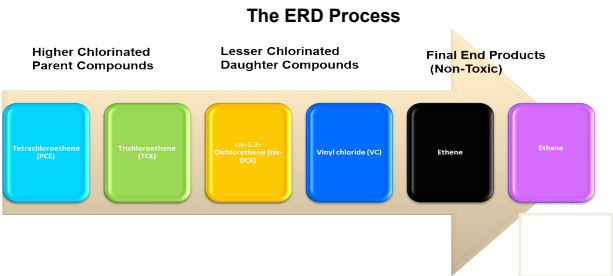 The ERD Process
Higher Chlorinated
Parent Compounds
Lesser Chlorinated
Daughter Compounds
Final End Products
(Non-Toxic)
Tetrachloroethene
(PCE)
Trichloroethene
(TCE)
cis-1,2-
Dichlorethene (cis-
DCE)
Vinyl chloride (VC)
Ethene
Ethane